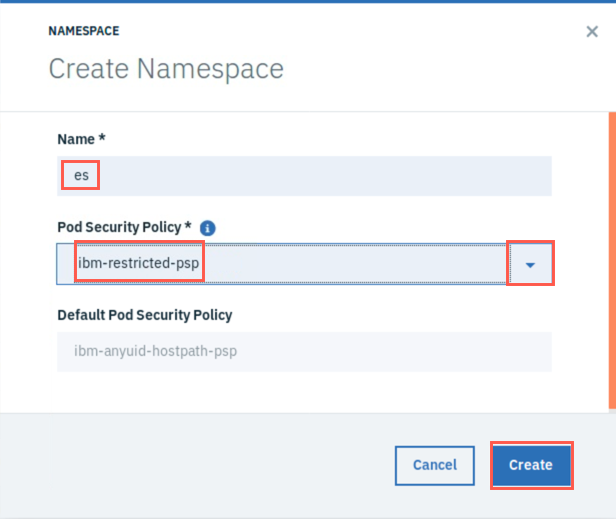 NAMESPACE
Create Namespace
Name *
es
Pod Security Policy *
ibm-restricted-psp
Default Pod Security Policy
ibm-anyuid-hostpath-psp
Cancel
Create